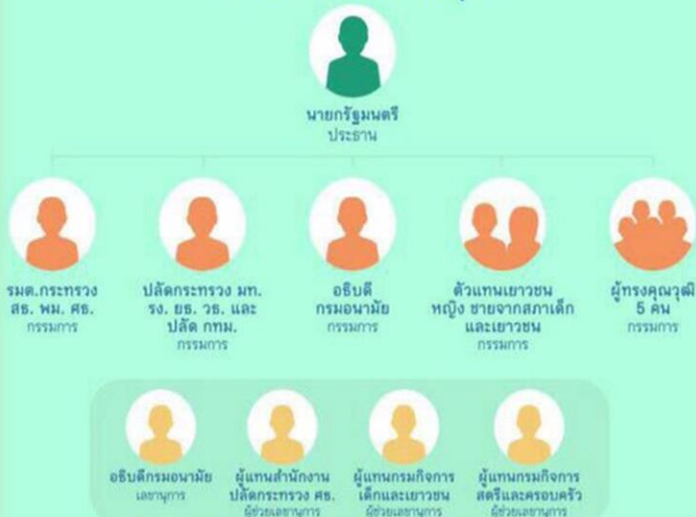 นายกรัฐมนตรี
ประธาน
รมต.กระทรวง
สธ. พม. ศธ.
กรรมการ
ปลัดกระทรวง มท.
รง. ยธ. วธ. และ
ปลัด กทม.
กรรมการ
อธิบดี
กรมอนามัย
กรรมการ
ตัวแทนเยาวชน
หญิง ชายจากสภาเด็ก
และเยาวชน
กรรมการ
ผู้ทรงคุณวุฒิ
5 คน
กรรมการ
อธิบดีกรมอนามัย
เลขานุการ
ผู้แทนสำนักงาน
ปลัดกระทรวง ศธ.
ผู้ช่วยเลขานุการ
ผู้แทนกรมกิจการ
เด็กและเยาวชน
ผู้ช่วยเลขานุการ
ผู้แทนกรมกิจการ
สตรีและครอบครัว
ผู้ช่วยเลขานุการ